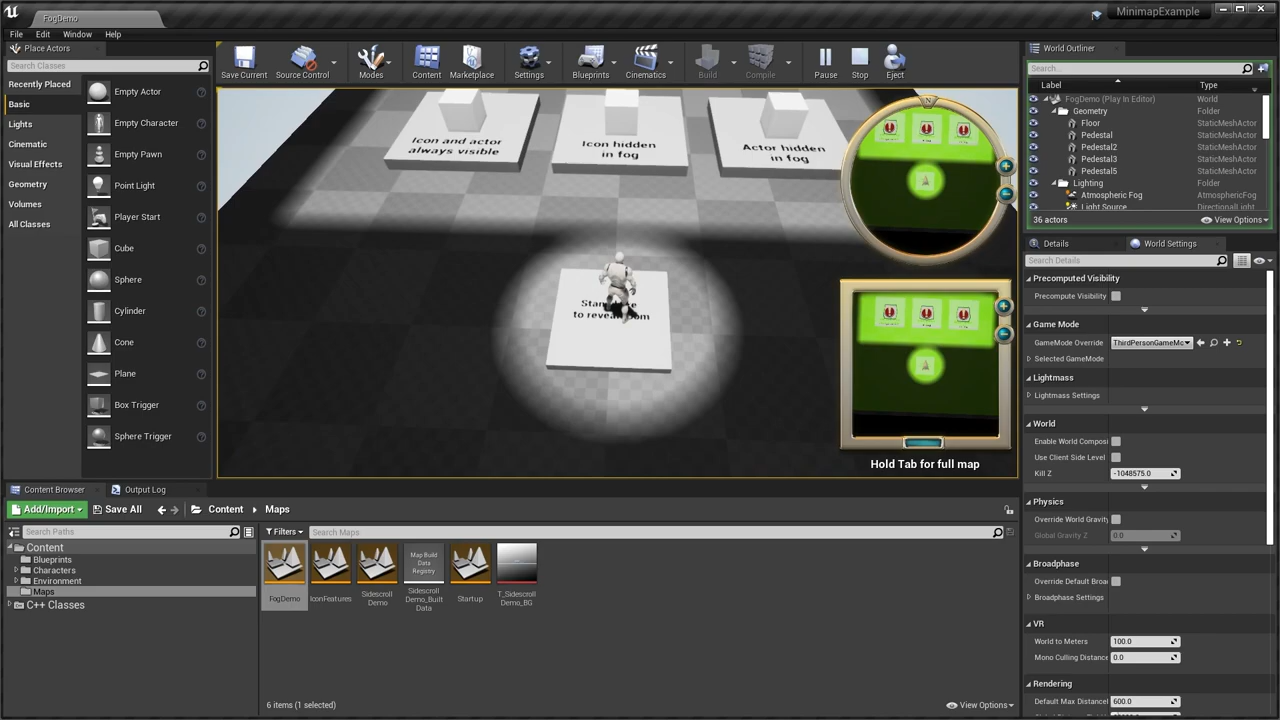 FogDemo
MinimapExample
File Edit Window Help
Place Actors
Search Classes
Recently Placed
Basic
Lights
Cinematic
Visual Effects
Geometry
Volumes
All Classes
Empty Actor
Empty Character
Empty Pawn
Point Light
Player Start
Cube
Sphere
Cylinder
Cone
Plane
Box Trigger
Sphere Trigger
Save Current
Source Control
Modes
Content
Marketplace
Settings
Blueprints
Cinematics
Build
Compile
Pause
Stop
Eject
Icon and actor
always visible
Icon hidden
in fog
Actor hidden
in fog
N
to reveal
Hold Tab for full map
World Outliner
Search...
Label Type
FogDemo (Play In Editor) World
Geometry Folder
Floor StaticMeshActor
Pedestal StaticMeshActor
Pedestal2 StaticMeshActor
Pedestal3 StaticMeshActor
Pedestal5 StaticMeshActor
Lighting Folder
Atmospheric Fog AtmosphericFog
Light Source DirectionalLight
36 actors View Options
Details World Settings
Search Details
Precomputed Visibility
Precompute Visibility
Game Mode
GameMode Override ThirdPersonGameMc
Selected GameMode
Lightmass
Lightmass Settings
World
Enable World Composi
Use Client Side Level
Kill Z -1048575.0
Physics
Override World Gravity
Global Gravity Z 0.0
Broadphase
Override Default Broa
Broadphase Settings
VR
World to Meters 100.0
Mono Culling Distance 0.0
Rendering
Default Max Distance 600.0
Content Browser Output Log
Add/Import Save All Content Maps
Search Paths
Filters Search Maps
Content
Blueprints
Characters
Environment
Maps
C++ Classes
FogDemo
IconFeatures
Sidescroll
Demo
Map Build
Data
Registry
Sidescroll
Demo_Built
Data
Startup
T_Sidescroll
Demo_BG
6 items (1 selected)
View Options